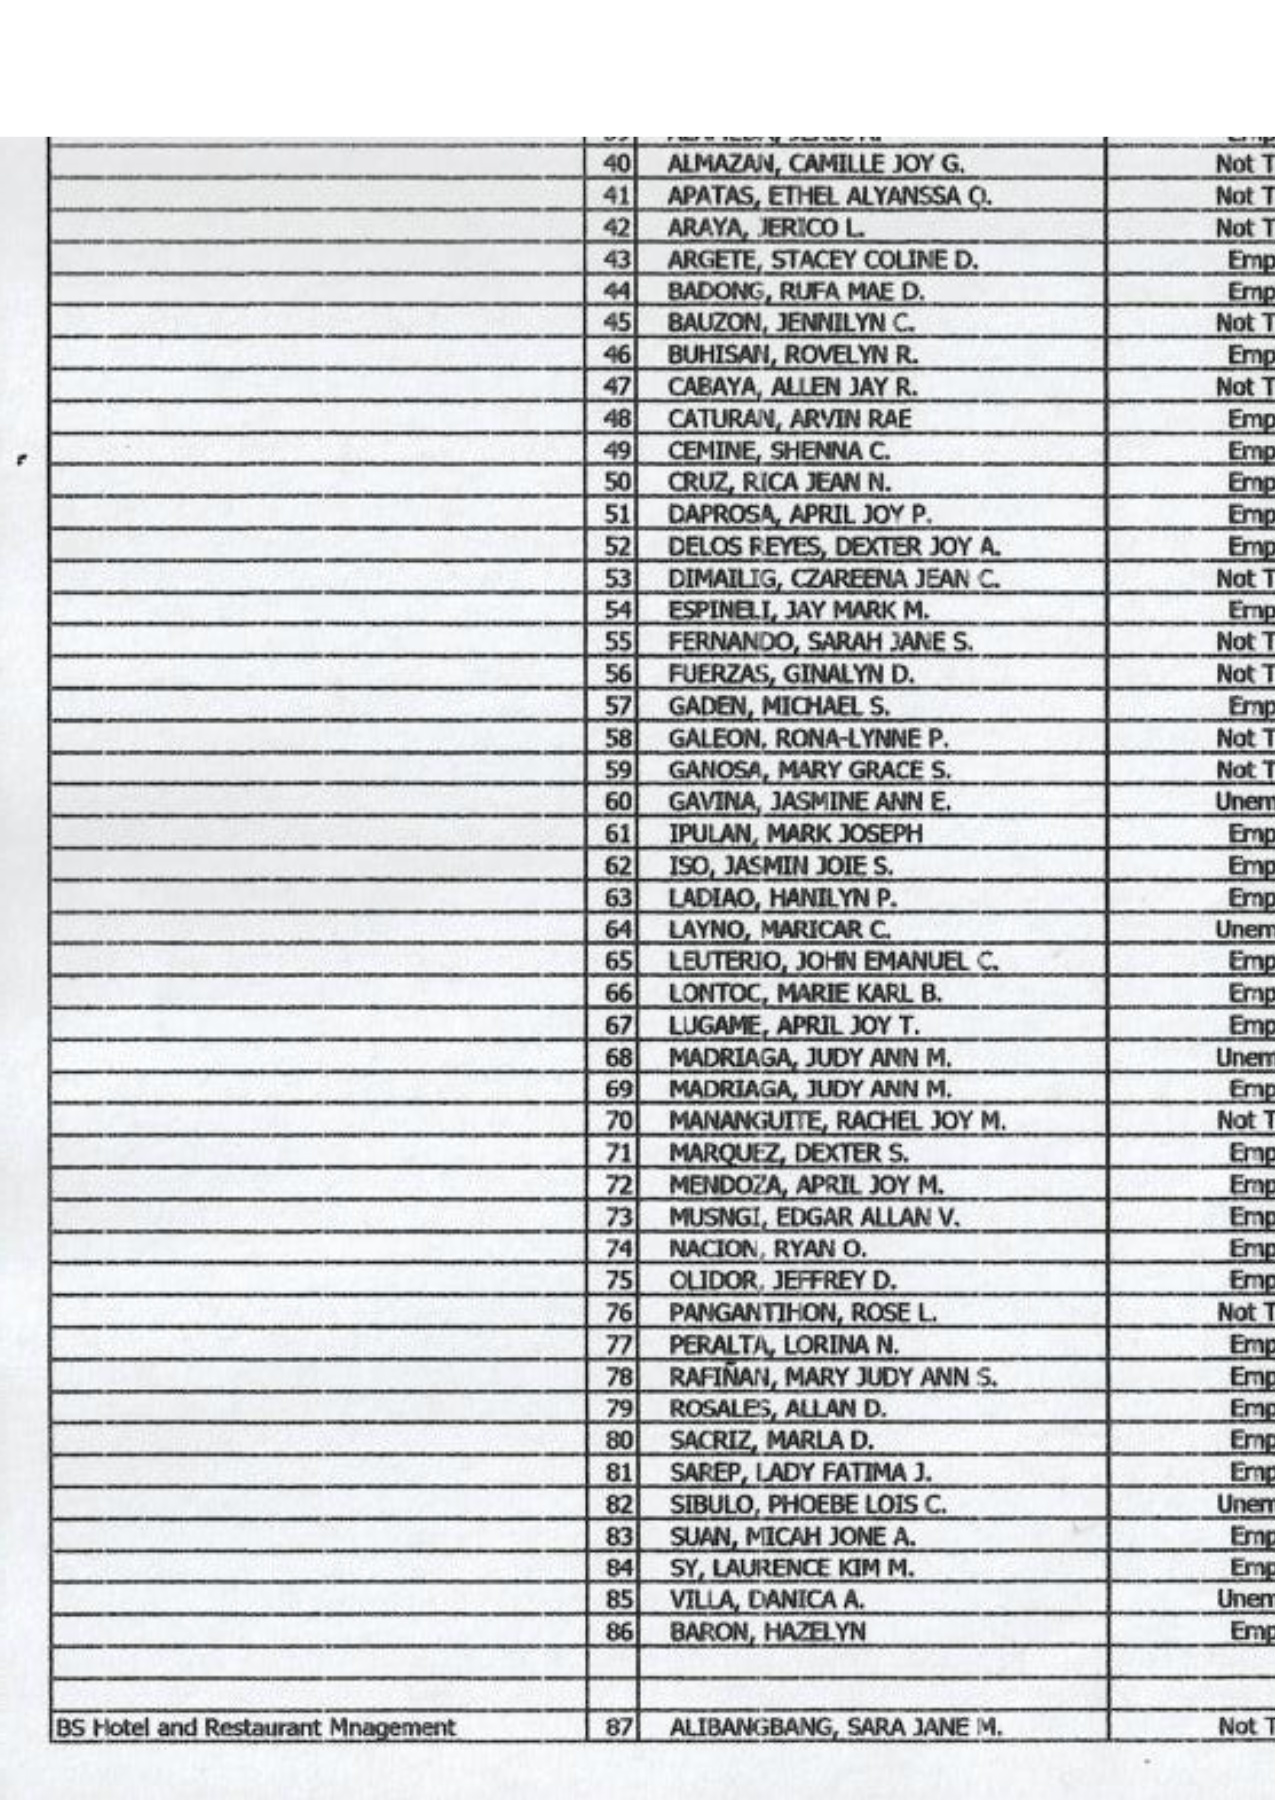 40 ALMAZAN, CAMILLE JOY G. Not T
41 APATAS, ETHEL ALYANSSA O. Not T
42 ARAYA, JERICO L. Not T
43 ARGETE, STACEY COLINE D. Emp
44 BADONG, RUFA MAE D. Emp
45 BAUZON, JENNILYN C. Not T
46 BUHISAN, ROVELYN R. Emp
47 CABAYA, ALLEN JAY R. Not T
48 CATURAN, ARVIN RAE Emp
49 CEMINE, SHENNA C. Emp
50 CRUZ, RICA JEAN N. Emp
51 DAPROSA, APRIL JOY P. Emp
52 DELOS REYES, DEXTER JOY A. Emp
53 DIMAILIG, CZAREENA JEAN C. Not T
54 ESPINELI, JAY MARK M. Emp
55 FERNANDO, SARAH JANE S. Not T
56 FUERZAS, GINALYN D. Not T
57 GADEN, MICHAEL S. Emp
58 GALEON, RONA-LYNNE P. Not T
59 GANOSA, MARY GRACE S. Not T
60 GAVINA, JASMINE ANN E. Unem
61 IPULAN, MARK JOSEPH Emp
62 ISO, JASMIN JOIE S. Emp
63 LADIAO, HANILYN P. Emp
64 LAYNO, MARICAR C. Unem
65 LEUTERIO, JOHN EMANUEL C. Emp
66 LONTOC, MARIE KARL B. Emp
67 LUGAME, APRIL JOY T. Emp
68 MADRIAGA, JUDY ANN M. Unem
69 MADRIAGA, JUDY ANN M. Emp
70 MANANGUITE, RACHEL JOY M. Not T
71 MARQUEZ, DEXTER S. Emp
72 MENDOZA, APRIL JOY M. Emp
73 MUSNGI, EDGAR ALLAN V. Emp
74 NACION, RYAN O. Emp
75 OLIDOR, JEFFREY D. Emp
76 PANGANTIHON, ROSE L. Not T
77 PERALTA, LORINA N. Emp
78 RAFIÑAN, MARY JUDY ANN S. Emp
79 ROSALES, ALLAN D. Emp
80 SACRIZ, MARLA D. Emp
81 SAREP, LADY FATIMA J. Emp
82 SIBULO, PHOEBE LOIS C. Unem
83 SUAN, MICAH JONE A. Emp
84 SY, LAURENCE KIM M. Emp
85 VILLA, DANICA A. Unem
86 BARON, HAZELYN Emp
BS Hotel and Restaurant Mnagement 87 ALIBANGBANG, SARA JANE M. Not T